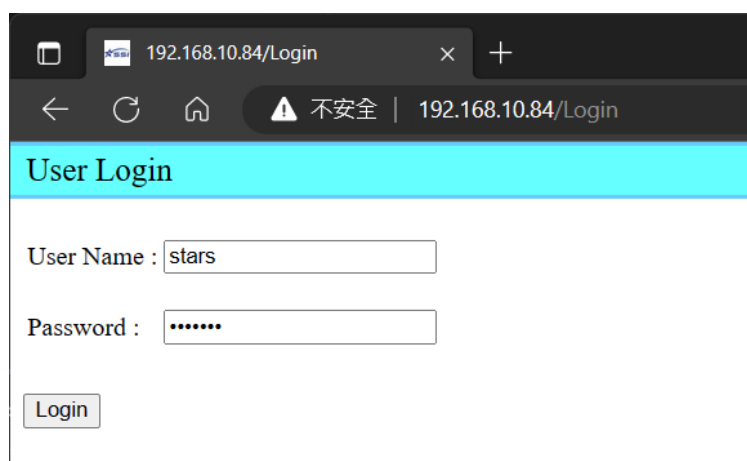 192.168.10.84/Login
不安全 | 192.168.10.84/Login
User Login
User Name : stars
Password : •••••••
Login